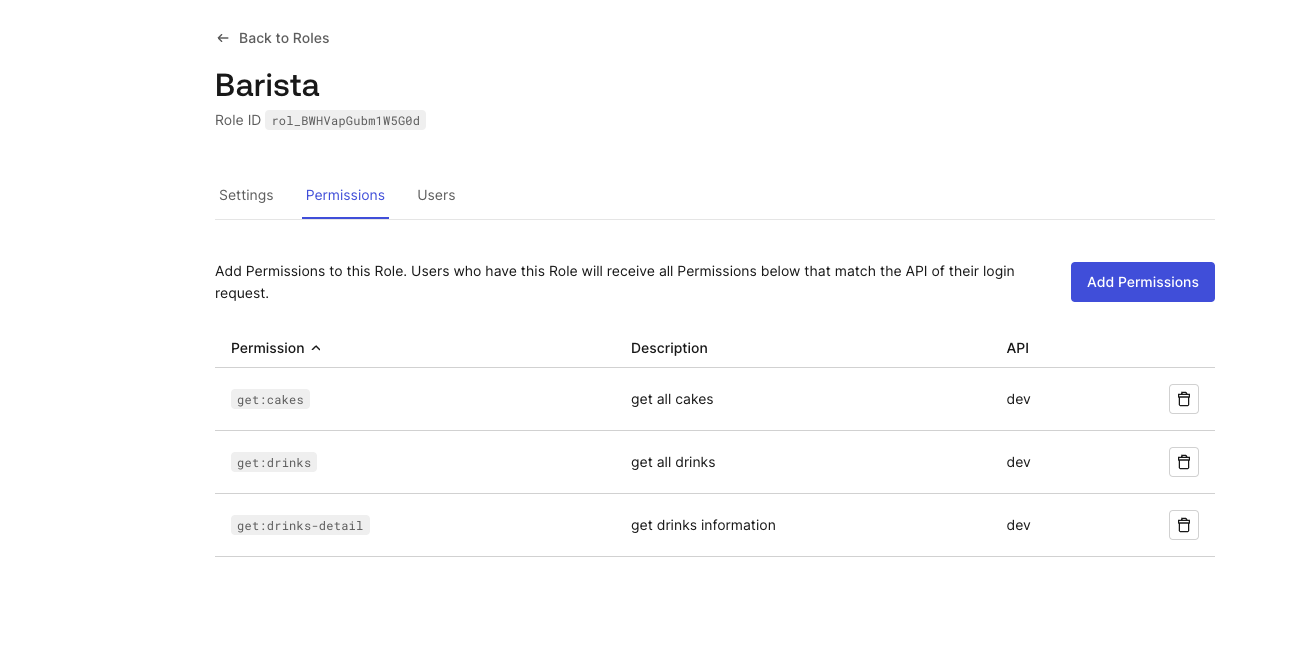 Back to Roles
Barista
Role ID rol_BWHVapGubm1W5G0d
Settings Permissions Users
Add Permissions to this Role. Users who have this Role will receive all Permissions below that match the API of their login
request.
Add Permissions
Permission Description API
get:cakes get all cakes dev
get:drinks get all drinks dev
get:drinks-detail get drinks information dev